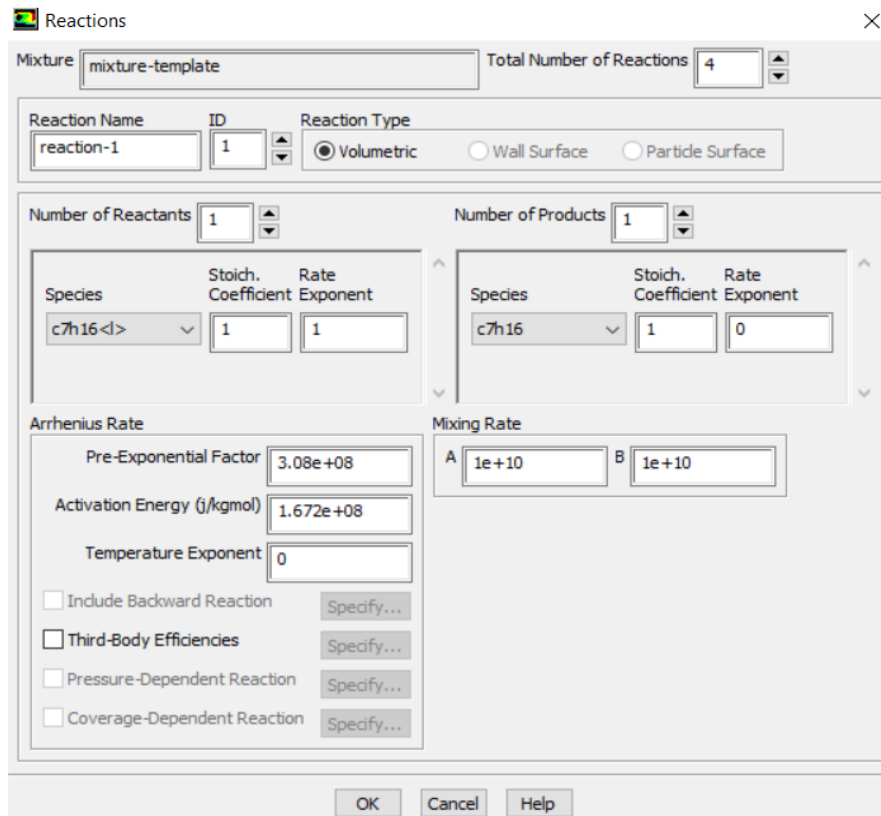 Reactions
Mixture mixture-template Total Number of Reactions 4
Reaction Name ID Reaction Type
reaction-1 1 Volumetric Wall Surface Particle Surface
Number of Reactants 1 Number of Products 1
Stoich. Rate Stoich. Rate
Species Coefficient Exponent Species Coefficient Exponent
c7h16<l> 1 1 c7h16 1 0
Arrhenius Rate Mixing Rate
Pre-Exponential Factor 3.08e+08 A 1e+10 B 1e+10
Activation Energy (j/kgmol) 1.672e+08
Temperature Exponent 0
Include Backward Reaction Specify...
Third-Body Efficiencies Specify...
Pressure-Dependent Reaction Specify...
Coverage-Dependent Reaction Specify...
OK Cancel Help